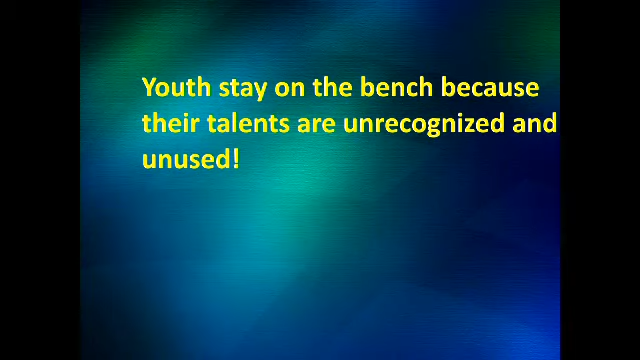 Youth stay on the bench because
their talents are unrecognized and
unused!